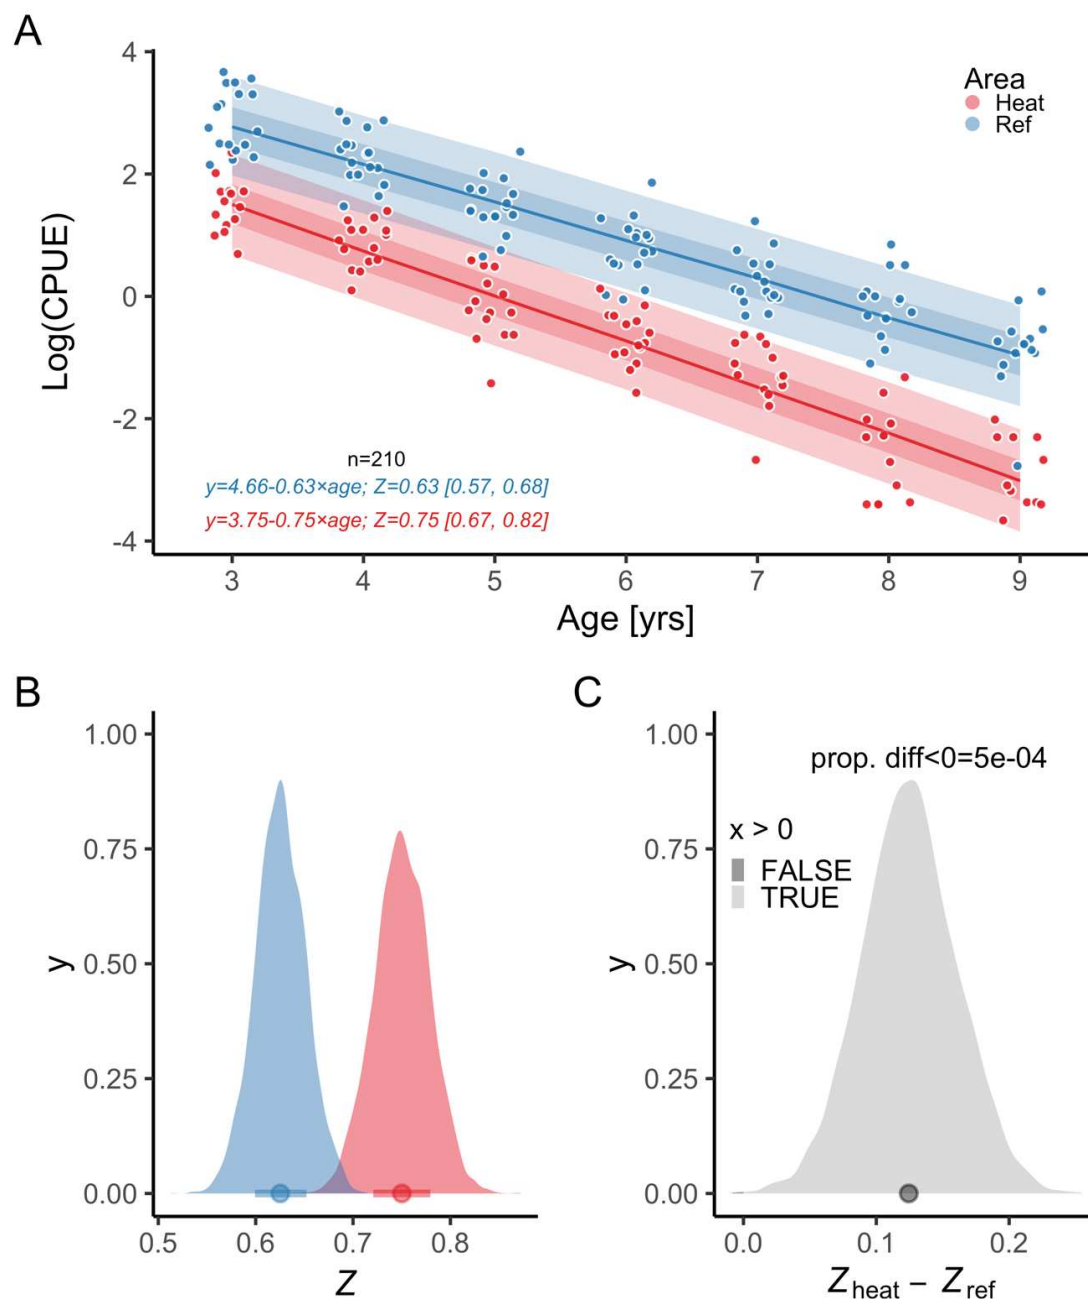 A
4
2
0
-2
-4
Log(CPUE)
Area
Heat
Ref
n=210
y=4.66-0.63×age; Z=0.63 [0.57, 0.68]
y=3.75-0.75×age; Z=0.75 [0.67, 0.82]
3 4 5 6 7 8 9
Age [yrs]
B
1.00
0.75
0.50
0.25
0.00
y
0.5 0.6 0.7 0.8
Z
C
1.00
0.75
0.50
0.25
0.00
y
prop. diff<0=5e-04
x > 0
FALSE
TRUE
0.0 0.1 0.2
Zheat − Zref